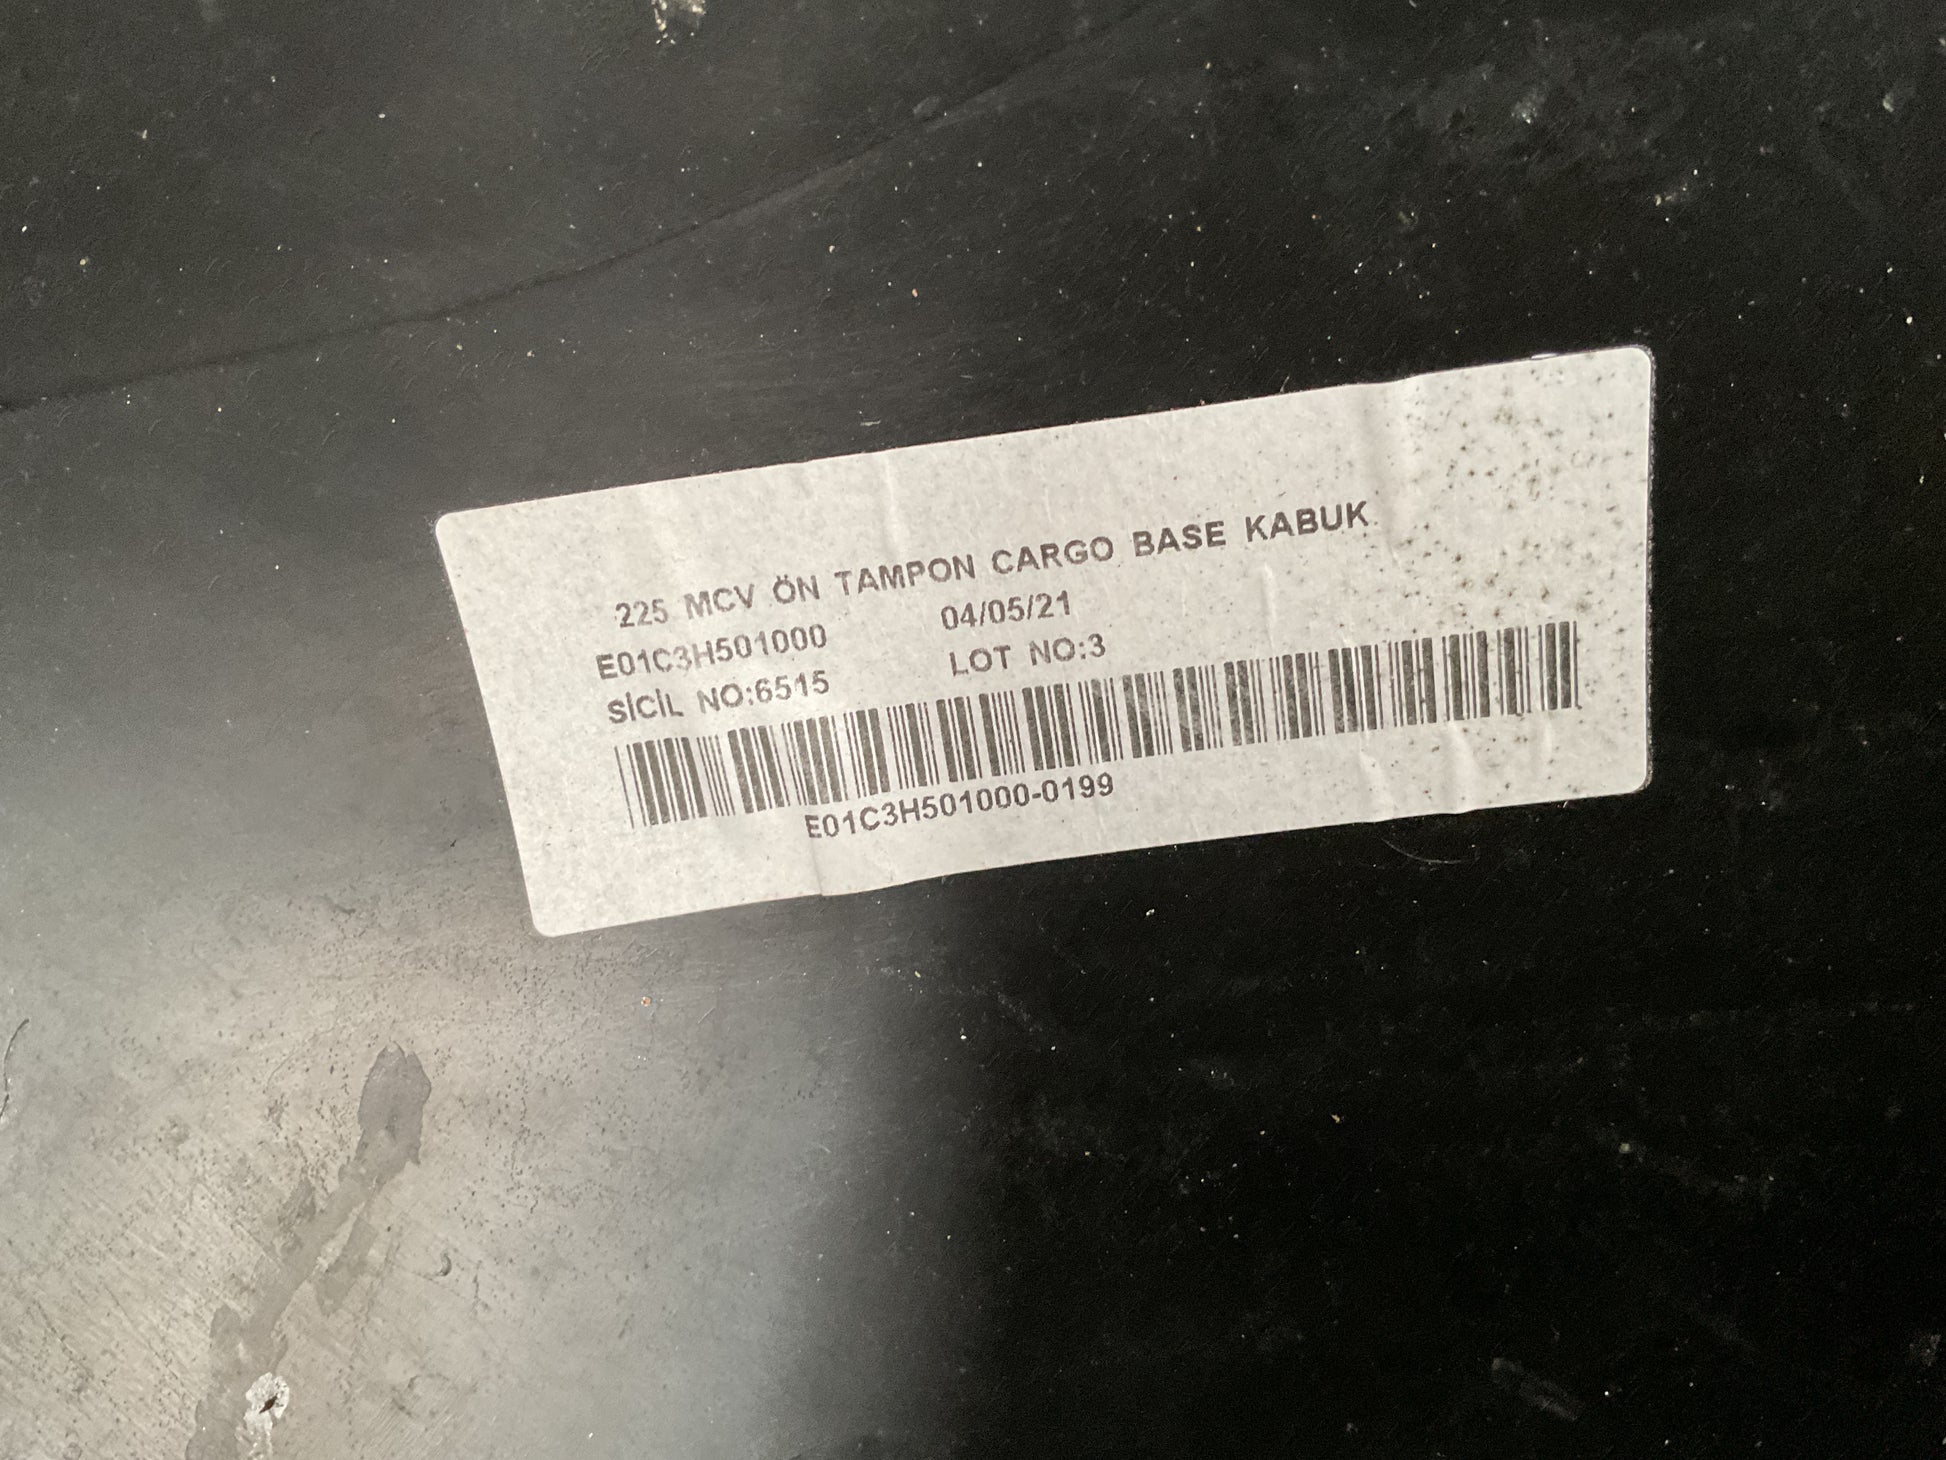 225 MCV ÖN TAMPON CARGO BASE KABUK
E01C3H501000 04/05/21
SİCİL NO:6515 LOT NO:3
E01C3H501000-0199